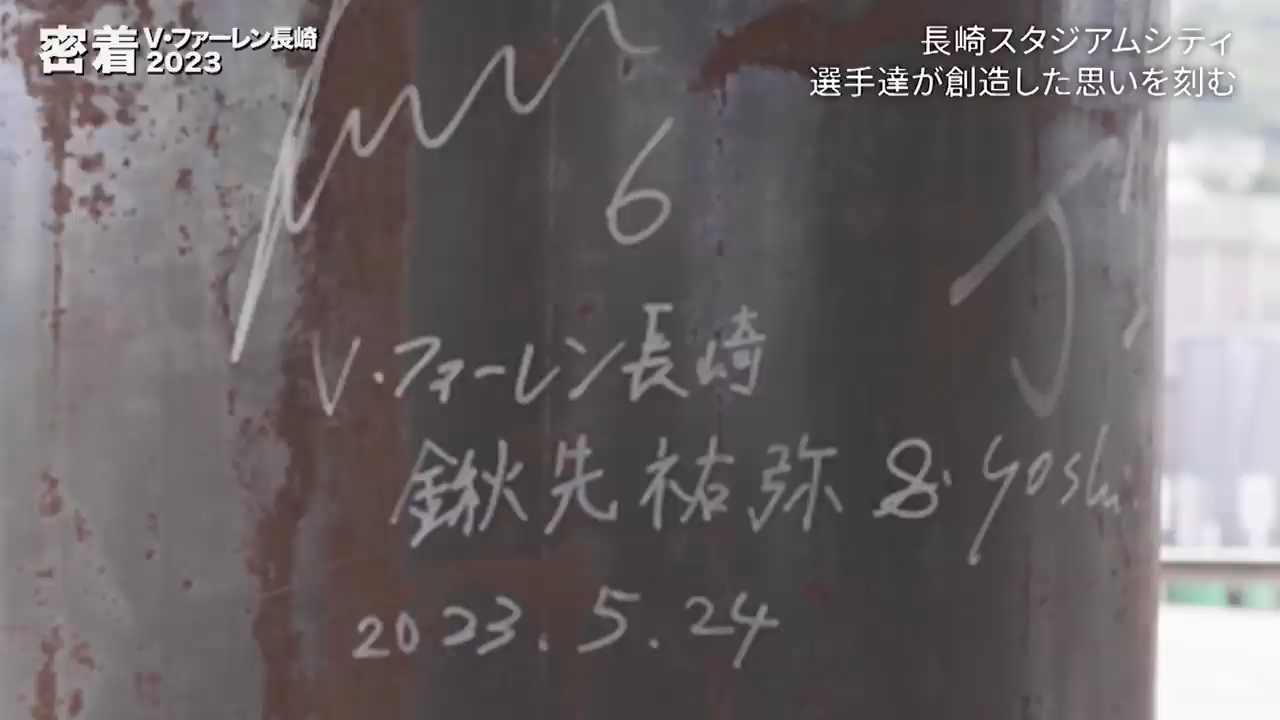 密着
V・ファーレン長崎
2023
長崎スタジアムシティ
選手達が創造した思いを刻む
6
V・ファーレン長崎
鍬先祐弥 & yoshi
2023.5.24